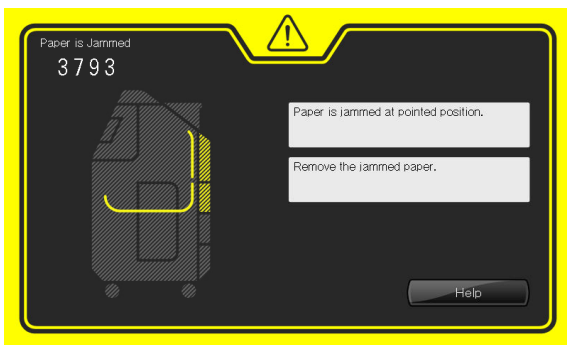 Paper is Jammed
3793
Paper is jammed at pointed position.
Remove the jammed paper.
Help